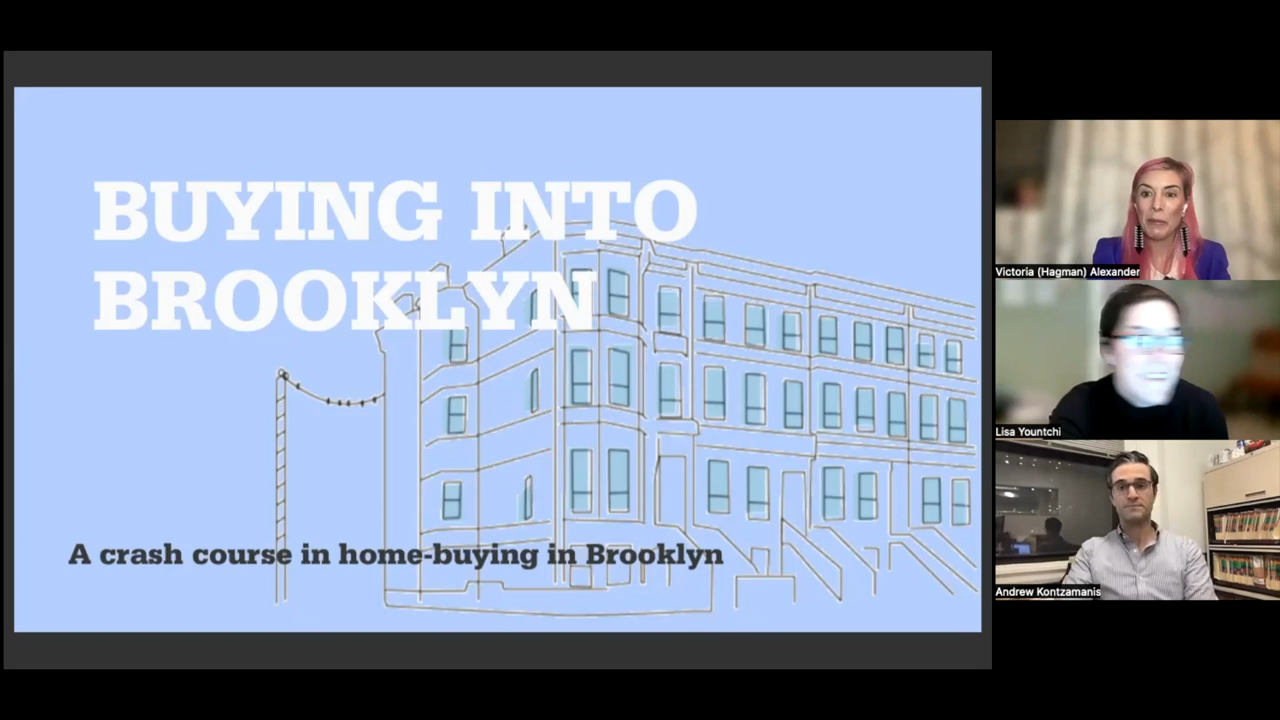 BUYING INTO
BROOKLYN
A crash course in home-buying in Brooklyn
Victoria (Hagman) Alexander
Lisa Yountchi
Andrew Kontzamanis